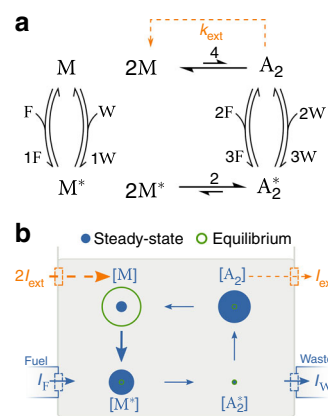 a
k_ext
M 2M 4 A₂
F W 2F 2W
1F 1W 3F 3W
M* 2M* 2 A₂*
b
Steady-state Equilibrium
2I_ext [M] [A₂]
Fuel Waste
I_F I_W
[M*] [A₂*]